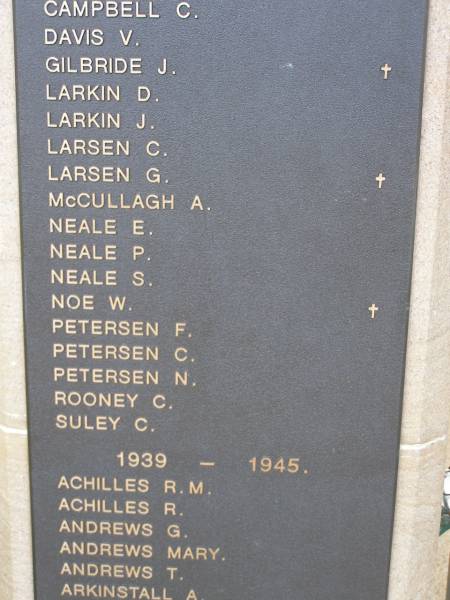 CAMPBELL C.
DAVIS V.
GILBRIDE J. ✝
LARKIN D.
LARKIN J.
LARSEN C.
LARSEN G. ✝
McCULLAGH A.
NEALE E.
NEALE P.
NEALE S.
NOE W. ✝
PETERSEN F.
PETERSEN C.
PETERSEN N.
ROONEY C.
SULEY C.
1939 – 1945.
ACHILLES R.M.
ACHILLES R.
ANDREWS G.
ANDREWS MARY.
ANDREWS T.
ARKINSTALL A.